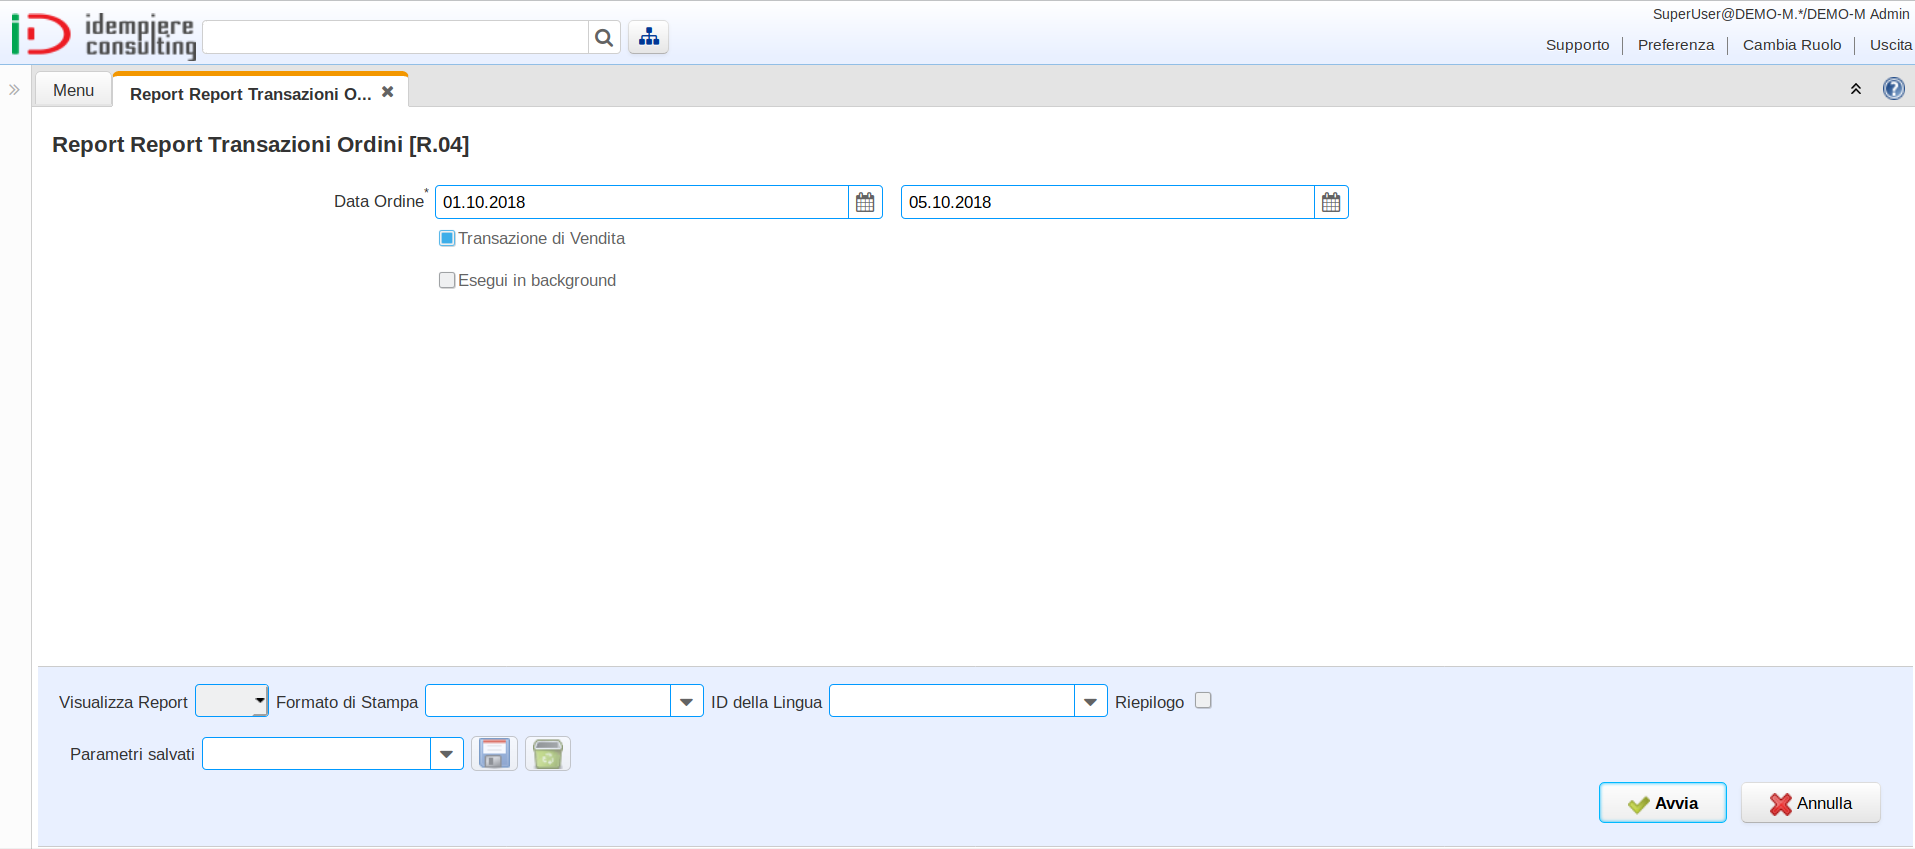 SuperUser@DEMO-M.*/DEMO-M Admin
idempiere
consulting
Supporto Preferenza Cambia Ruolo Uscita
Menu
Report Report Transazioni O...
Report Report Transazioni Ordini [R.04]
Data Ordine* 01.10.2018 05.10.2018
Transazione di Vendita
Esegui in background
Visualizza Report Formato di Stampa ID della Lingua Riepilogo
Parametri salvati
Avvia Annulla